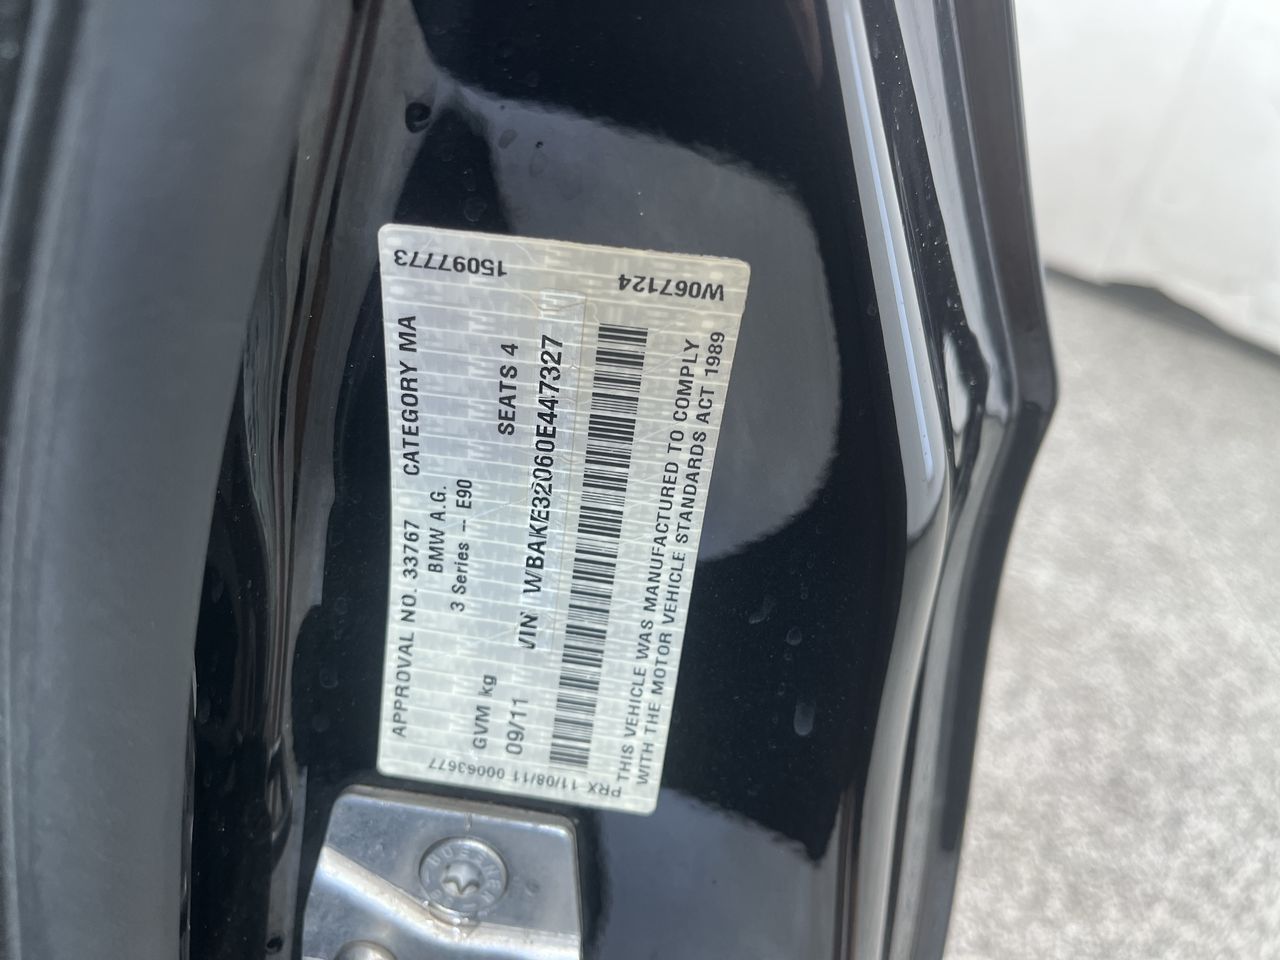 15097773
W067124
APPROVAL NO. 33767 CATEGORY MA
BMW A.G.
3 Series -- E90
GVM kg SEATS 4
09/11 VIN WBAKE32060E447327
THIS VEHICLE WAS MANUFACTURED TO COMPLY
WITH THE MOTOR VEHICLE STANDARDS ACT 1989
PRX 11/08/11 00063677